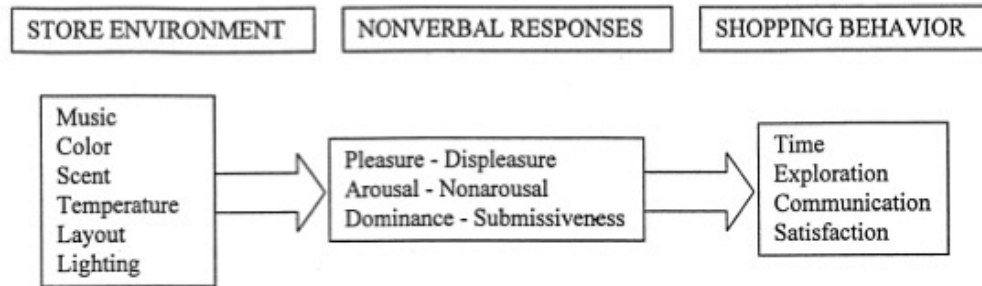 STORE ENVIRONMENT
NONVERBAL RESPONSES
SHOPPING BEHAVIOR
Music
Color
Scent
Temperature
Layout
Lighting
Pleasure - Displeasure
Arousal - Nonarousal
Dominance - Submissiveness
Time
Exploration
Communication
Satisfaction